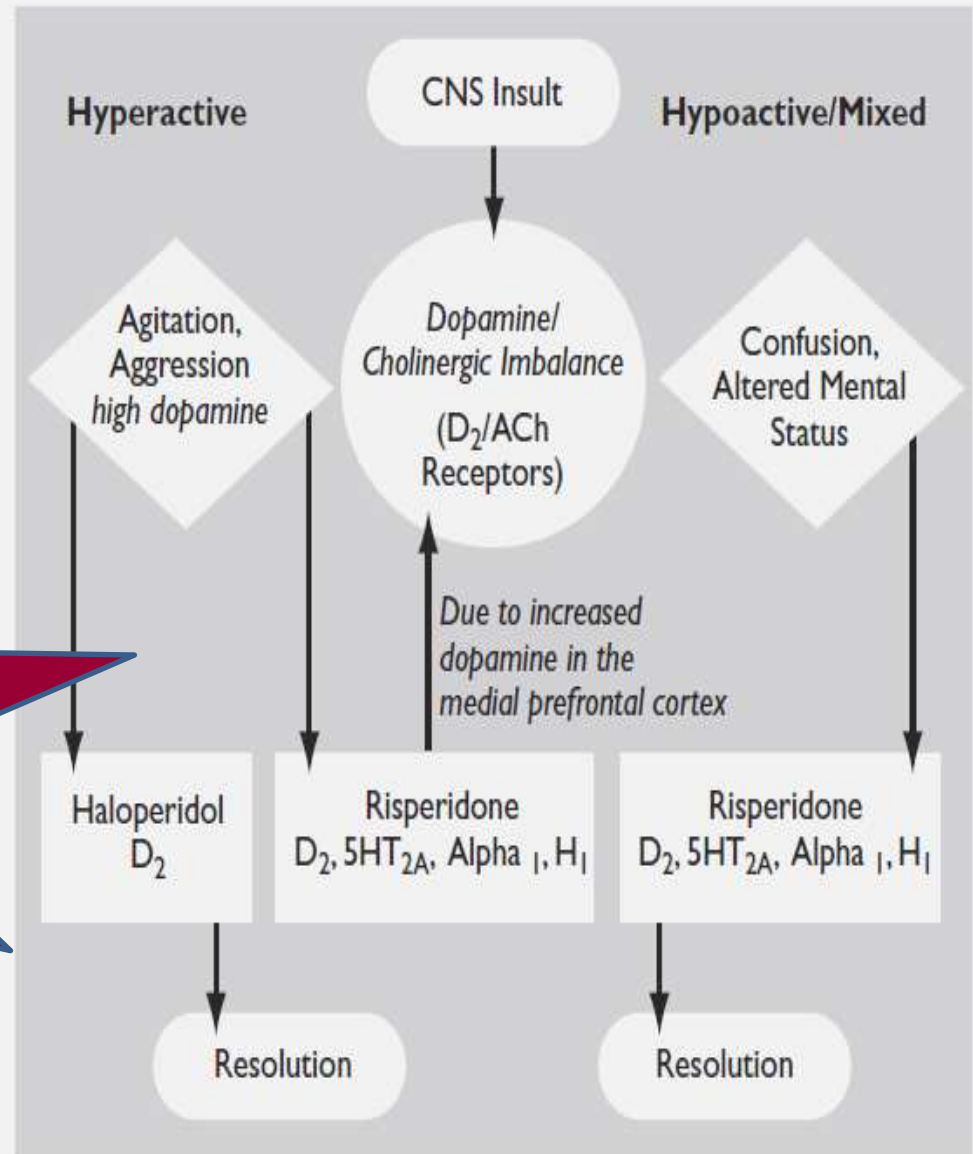 CNS Insult
Hyperactive
Hypoactive/Mixed
Agitation,
Aggression
high dopamine
Dopamine/
Cholinergic Imbalance
(D₂/ACh
Receptors)
Confusion,
Altered Mental
Status
Due to increased
dopamine in the
medial prefrontal cortex
Haloperidol
D₂
Risperidone
D₂, 5HT₂A, Alpha ₁, H₁
Risperidone
D₂, 5HT₂A, Alpha ₁, H₁
Resolution
Resolution